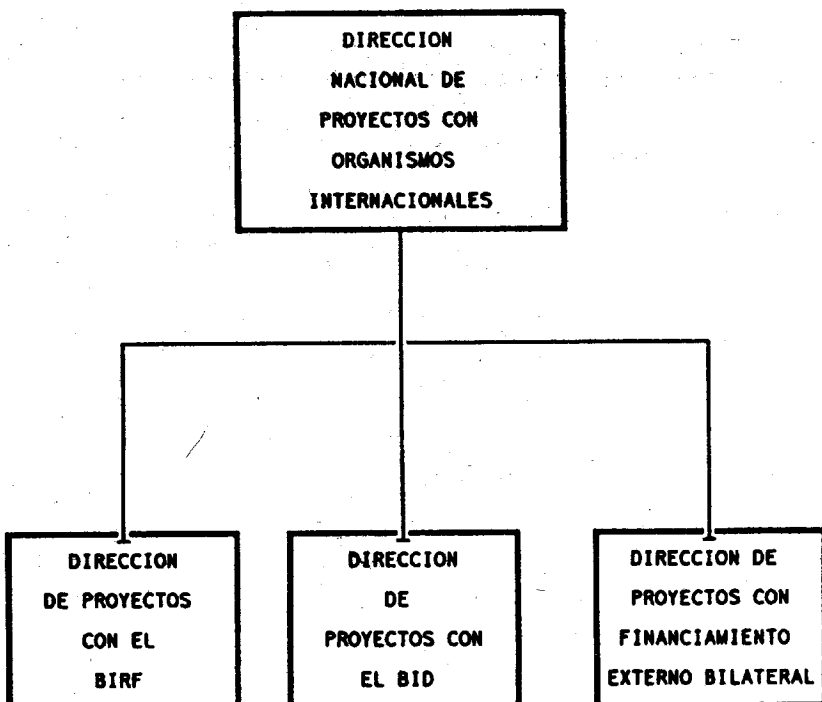 DIRECCION
NACIONAL DE
PROYECTOS CON
ORGANISMOS
INTERNACIONALES
DIRECCION
DE PROYECTOS
CON EL
BIRF
DIRECCION
DE
PROYECTOS CON
EL BID
DIRECCION DE
PROYECTOS CON
FINANCIAMIENTO
EXTERNO BILATERAL